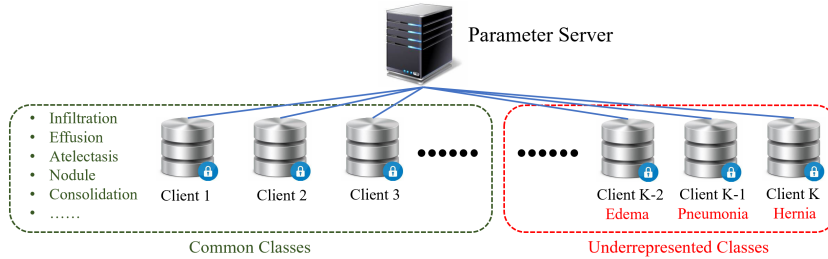 Parameter Server
• Infiltration
• Effusion
• Atelectasis
• Nodule
• Consolidation
• ……
Client 1
Client 2
Client 3
Client K-2
Edema
Client K-1
Pneumonia
Client K
Hernia
Common Classes
Underrepresented Classes